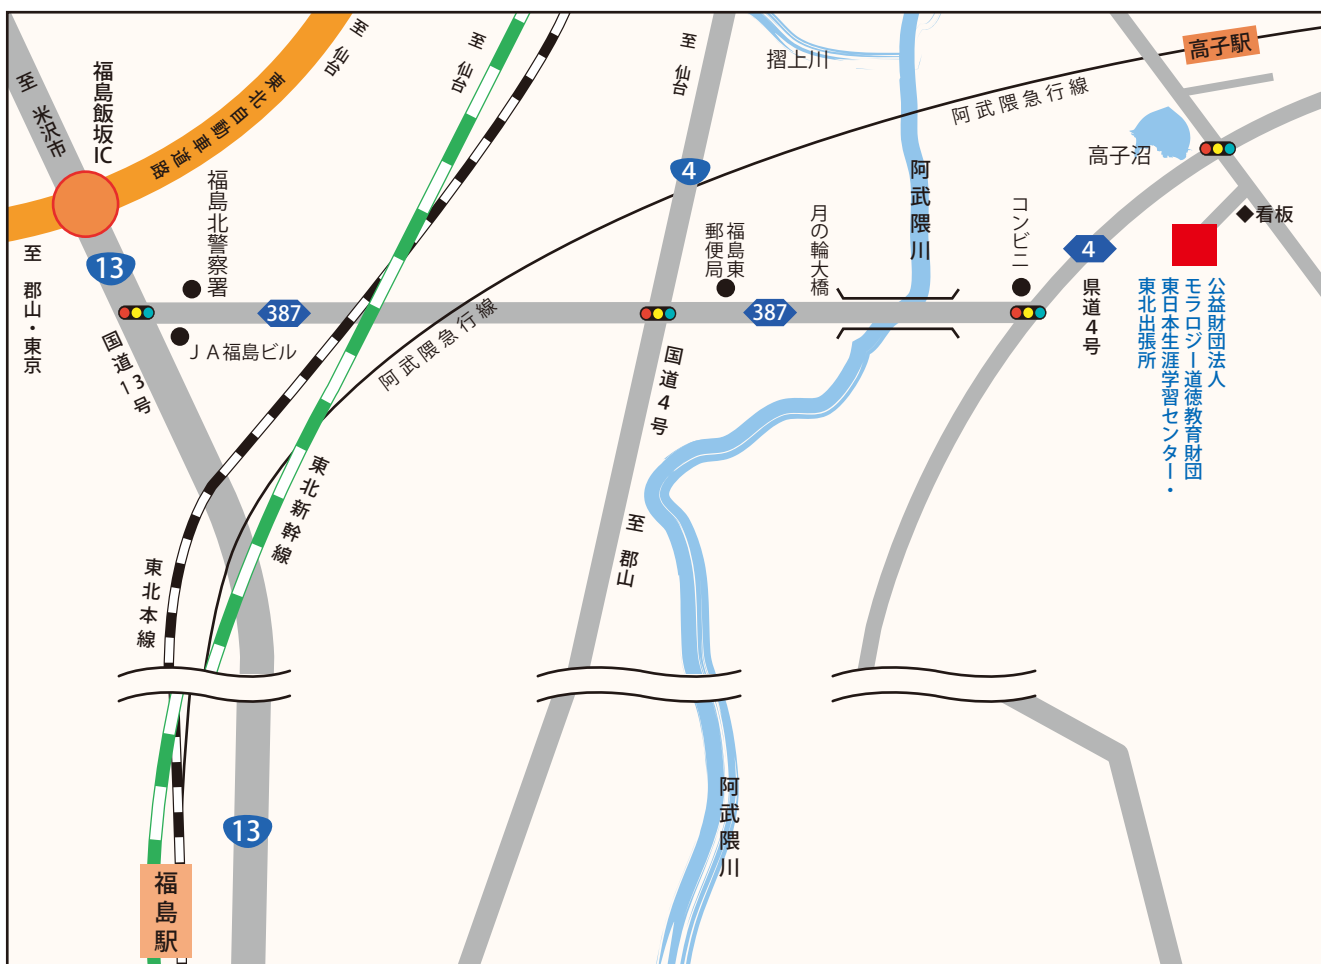 至 米沢市
福島飯坂IC
東北自動車道路
至 仙台
至 仙台
至 仙台
摺上川
高子駅
阿武隈急行線
高子沼
4
阿武隈川
コンビニ
看板
4
県道4号
公益財団法人
モラロジー道徳教育財団
東日本生涯学習センター・
東北出張所
至 郡山・東京
13
福島北警察署
387
JA福島ビル
国道13号
阿武隈急行線
福島東
郵便局
月の輪大橋
387
国道4号
東北新幹線
至 郡山
東北本線
13
阿武隈川
福島駅